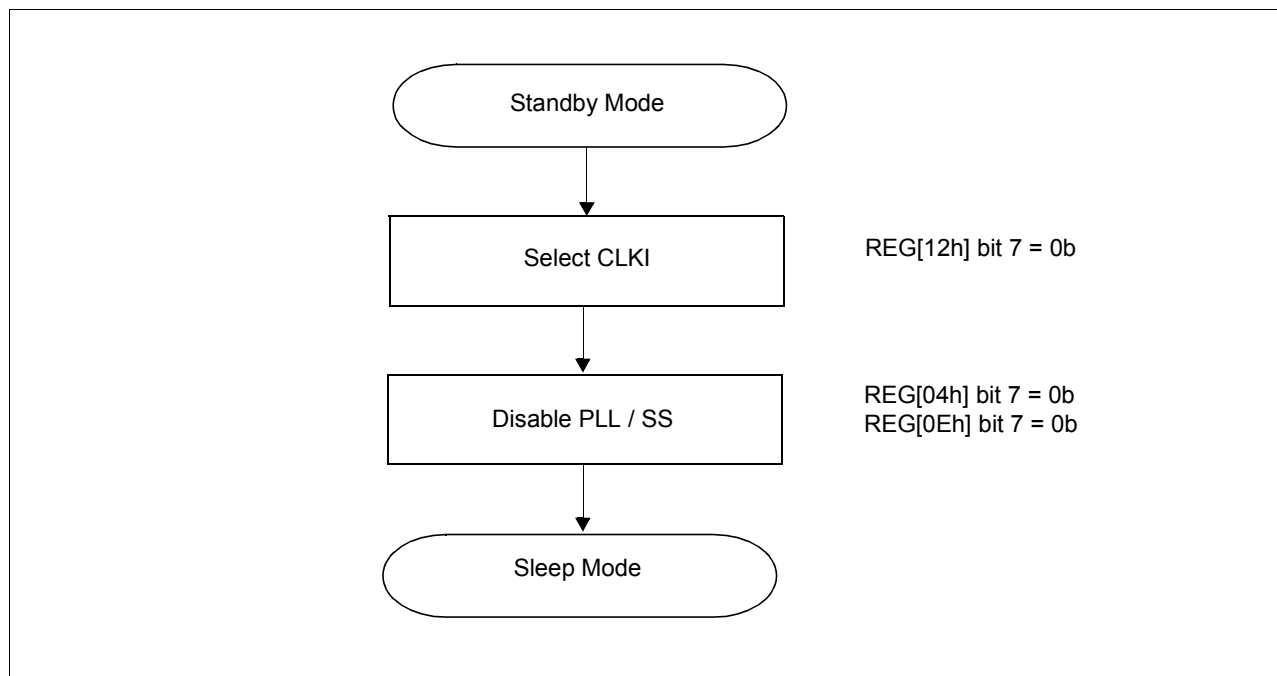 Standby Mode
Select CLKI
REG[12h] bit 7 = 0b
Disable PLL / SS
REG[04h] bit 7 = 0b
REG[0Eh] bit 7 = 0b
Sleep Mode